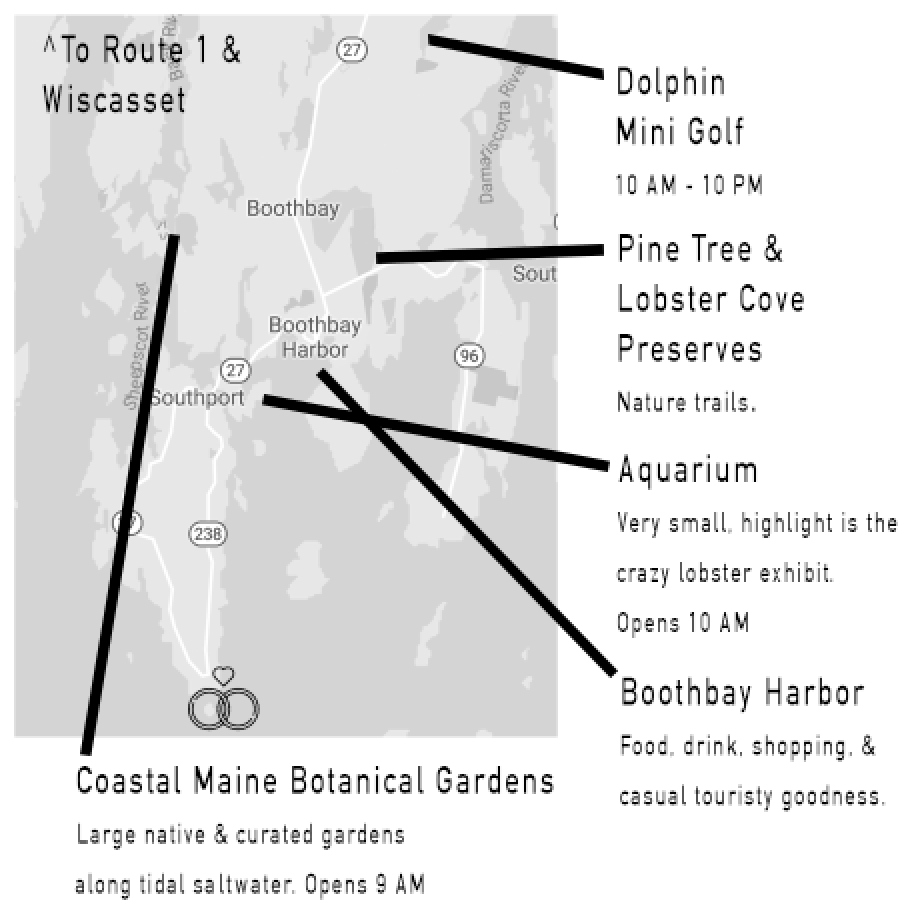 ^To Route 1 &
Wiscasset
27
Damariscotta River
Boothbay
Sout
Sheepscot River
Boothbay
Harbor
27
96
Southport
238
Dolphin
Mini Golf
10 AM - 10 PM
Pine Tree &
Lobster Cove
Preserves
Nature trails.
Aquarium
Very small, highlight is the
crazy lobster exhibit.
Opens 10 AM
Boothbay Harbor
Food, drink, shopping, &
casual touristy goodness.
Coastal Maine Botanical Gardens
Large native & curated gardens
along tidal saltwater. Opens 9 AM